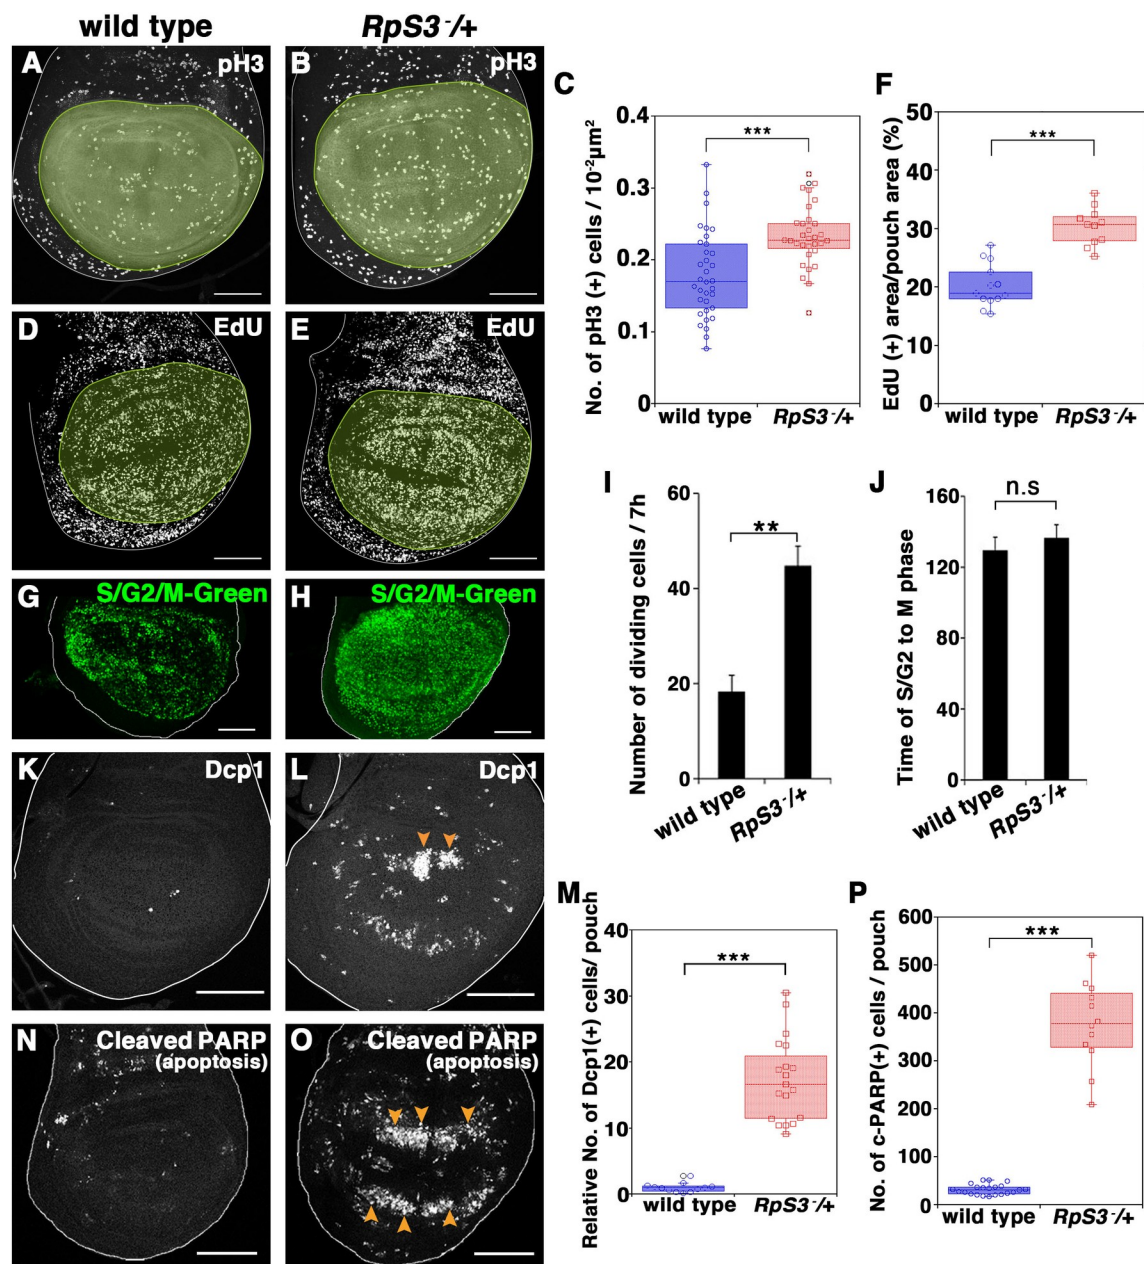 wild type
RpS3⁻/+
A
pH3
B
pH3
C
No. of pH3 (+) cells / 10⁻²μm²
0.4
0.3
0.2
0.1
0
***
wild type
RpS3⁻/+
F
EdU (+) area/pouch area (%)
50
40
30
20
10
0
***
wild type
RpS3⁻/+
D
EdU
E
EdU
G
S/G2/M-Green
H
S/G2/M-Green
I
Number of dividing cells / 7h
60
40
20
0
**
wild type
RpS3⁻/+
J
Time of S/G2 to M phase
160
120
80
40
0
n.s
wild type
RpS3⁻/+
K
Dcp1
L
Dcp1
M
Relative No. of Dcp1(+) cells/ pouch
40
30
20
10
0
***
wild type
RpS3⁻/+
P
No. of c-PARP(+) cells / pouch
600
500
400
300
200
100
0
***
wild type
RpS3⁻/+
N
Cleaved PARP
(apoptosis)
O
Cleaved PARP
(apoptosis)